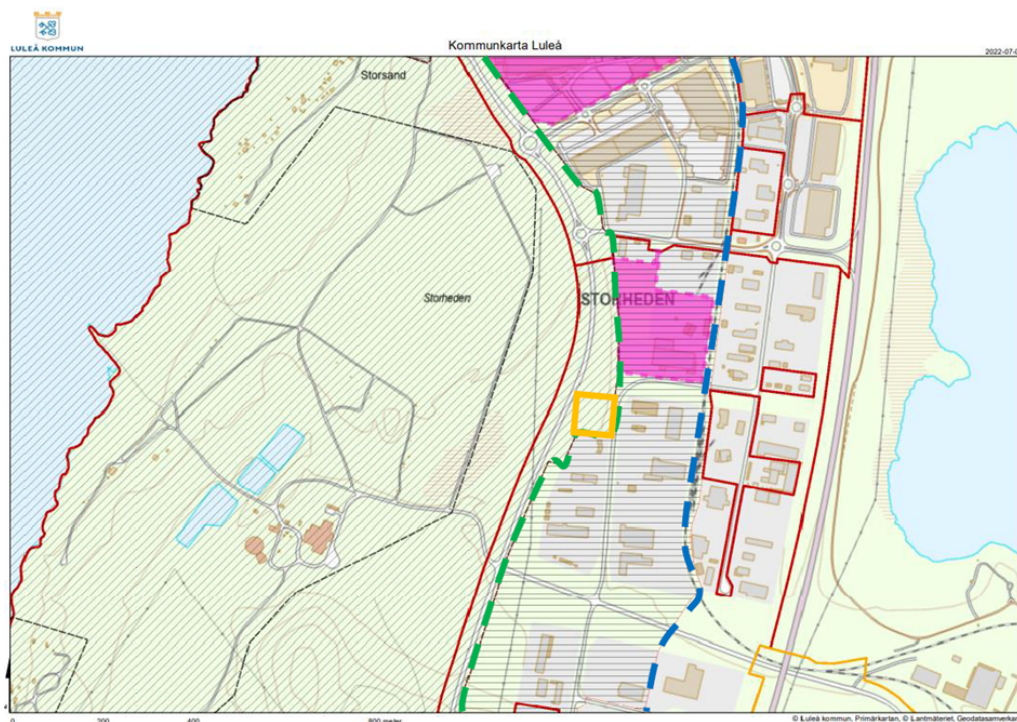 LULEÅ KOMMUN
Kommunkarta Luleå
2022-07-0
Storsand
Storheden
STORHEDEN
0 200 400 800 meter
© Luleå kommun, Primärkartan, © Lantmäteriet, Geodatasamverkan